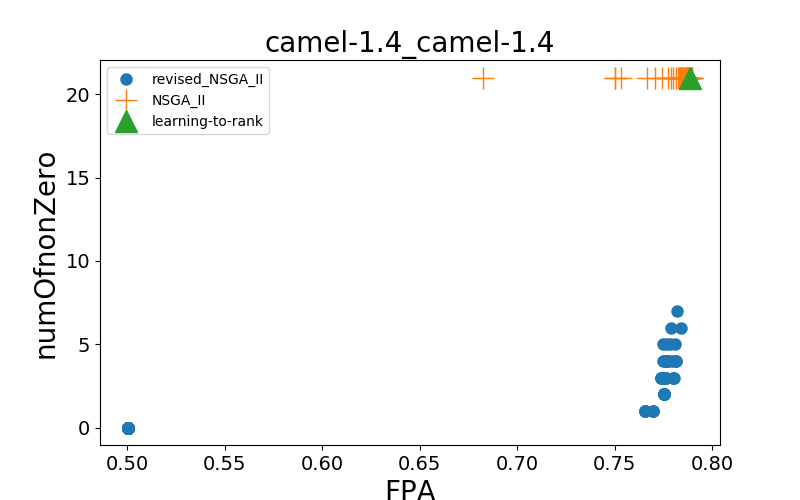 camel-1.4_camel-1.4
revised_NSGA_II
NSGA_II
learning-to-rank
numOfnonZero
20
15
10
5
0
0.50 0.55 0.60 0.65 0.70 0.75 0.80
FPA